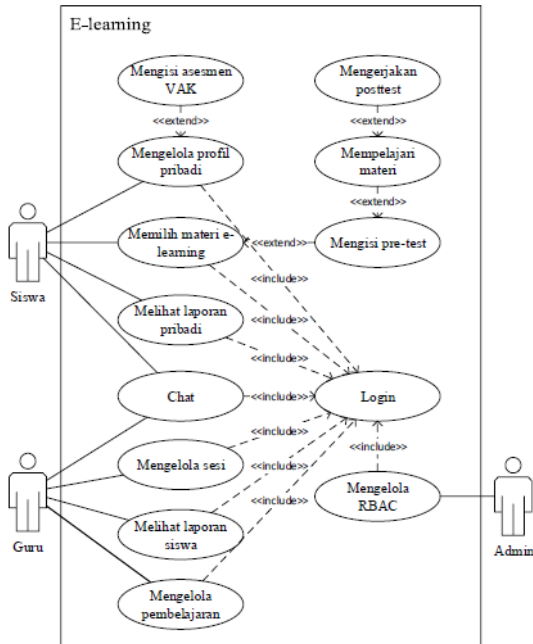 E-learning
Mengisi asesmen
VAK
Mengerjakan
posttest
<<extend>>
<<extend>>
Mengelola profil
pribadi
Mempelajari
materi
<<extend>>
Memilih materi e-
learning
<<extend>>
Mengisi pre-test
Siswa
<<include>>
Melihat laporan
pribadi
<<include>>
<<include>>
Chat
<<include>>
Login
<<include>>
Mengelola sesi
<<include>>
<<include>>
Mengelola
RBAC
<<include>>
Guru
Melihat laporan
siswa
Admin
Mengelola
pembelajaran